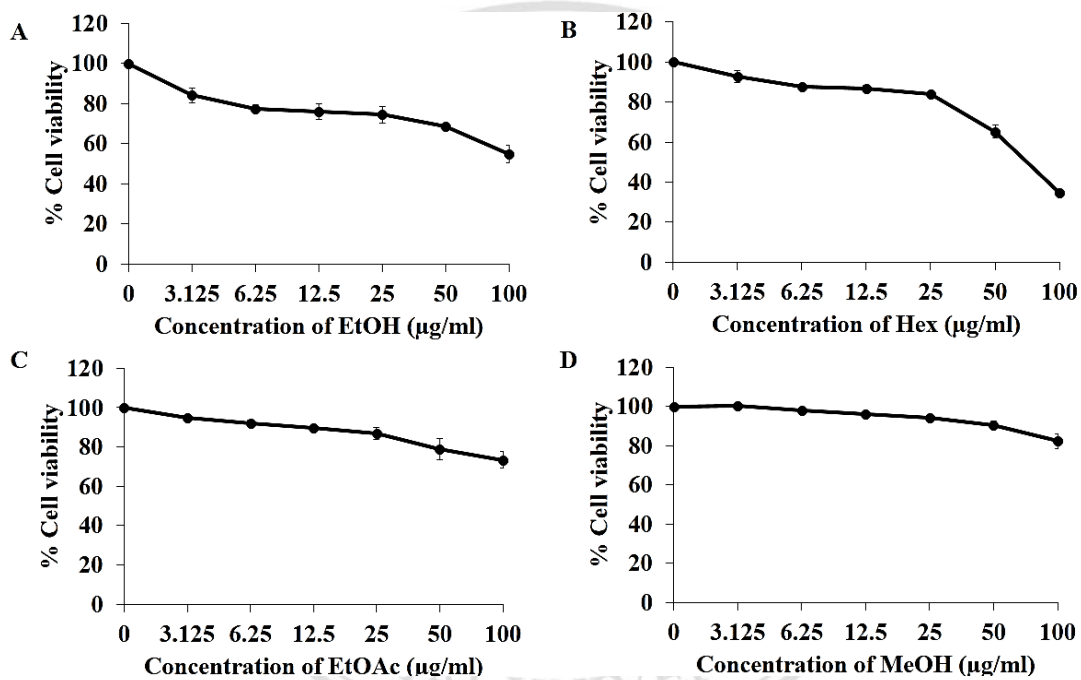 A
% Cell viability
120
100
80
60
40
20
0
0 3.125 6.25 12.5 25 50 100
Concentration of EtOH (µg/ml)
B
% Cell viability
120
100
80
60
40
20
0
0 3.125 6.25 12.5 25 50 100
Concentration of Hex (µg/ml)
C
% Cell viability
120
100
80
60
40
20
0
0 3.125 6.25 12.5 25 50 100
Concentration of EtOAc (µg/ml)
D
% Cell viability
120
100
80
60
40
20
0
0 3.125 6.25 12.5 25 50 100
Concentration of MeOH (µg/ml)